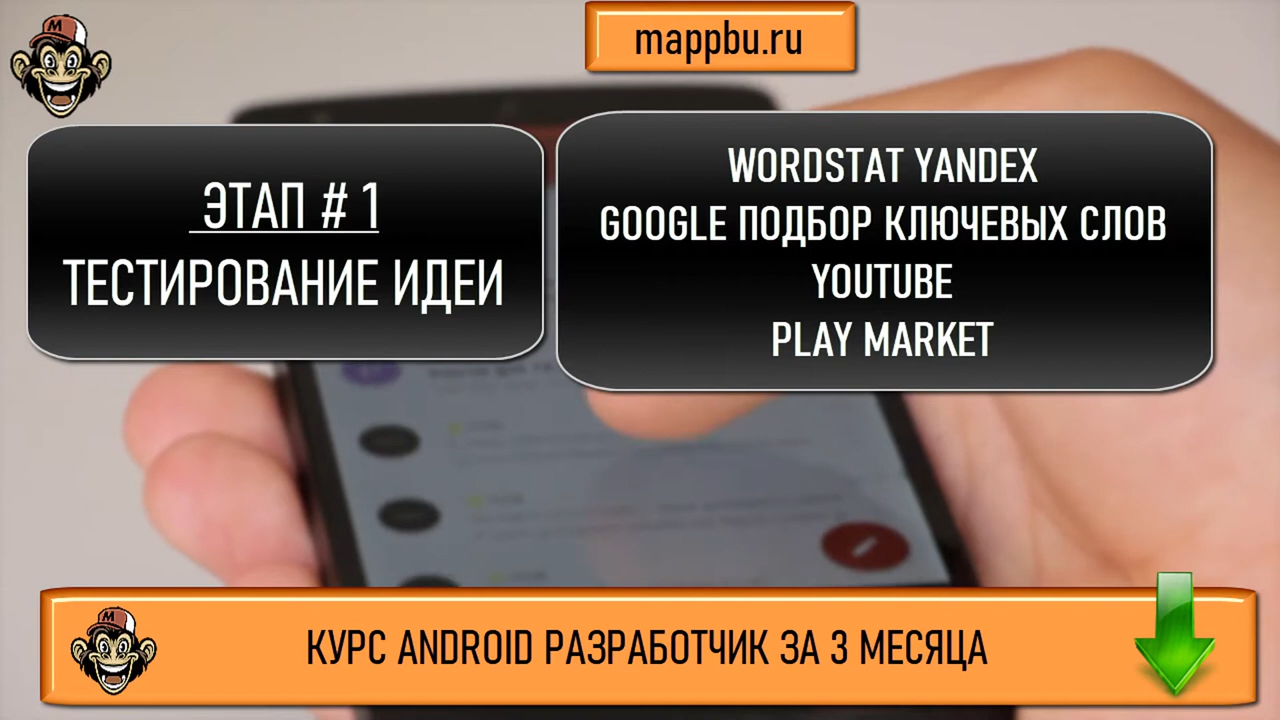 mappbu.ru
ЭТАП # 1
ТЕСТИРОВАНИЕ ИДЕИ
WORDSTAT YANDEX
GOOGLE ПОДБОР КЛЮЧЕВЫХ СЛОВ
YOUTUBE
PLAY MARKET
M
M
КУРС ANDROID РАЗРАБОТЧИК ЗА 3 МЕСЯЦА